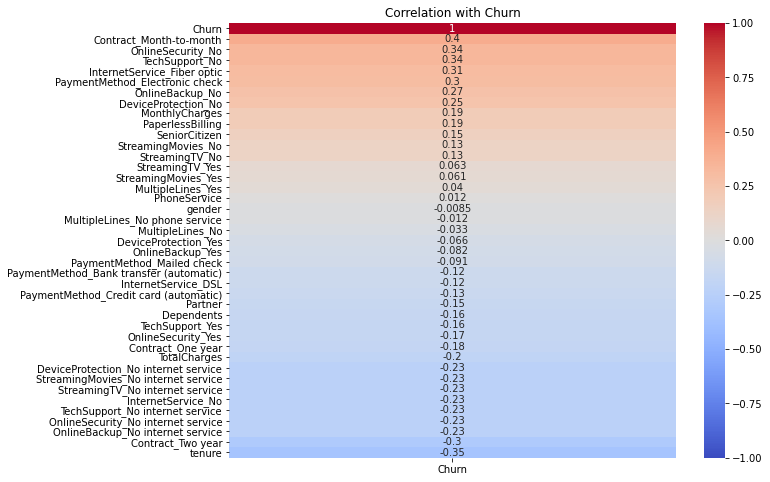 Correlation with Churn
Churn 1
Contract_Month-to-month 0.4
OnlineSecurity_No 0.34
TechSupport_No 0.34
InternetService_Fiber optic 0.31
PaymentMethod_Electronic check 0.3
OnlineBackup_No 0.27
DeviceProtection_No 0.25
MonthlyCharges 0.19
PaperlessBilling 0.19
SeniorCitizen 0.15
StreamingMovies_No 0.13
StreamingTV_No 0.13
StreamingTV_Yes 0.063
StreamingMovies_Yes 0.061
MultipleLines_Yes 0.04
PhoneService 0.012
gender -0.0085
MultipleLines_No phone service -0.012
MultipleLines_No -0.033
DeviceProtection_Yes -0.066
OnlineBackup_Yes -0.082
PaymentMethod_Mailed check -0.091
PaymentMethod_Bank transfer (automatic) -0.12
InternetService_DSL -0.12
PaymentMethod_Credit card (automatic) -0.13
Partner -0.15
Dependents -0.16
TechSupport_Yes -0.16
OnlineSecurity_Yes -0.17
Contract_One year -0.18
TotalCharges -0.2
DeviceProtection_No internet service -0.23
StreamingMovies_No internet service -0.23
StreamingTV_No internet service -0.23
InternetService_No -0.23
TechSupport_No internet service -0.23
OnlineSecurity_No internet service -0.23
OnlineBackup_No internet service -0.23
Contract_Two year -0.3
tenure -0.35
Churn
1.00
0.75
0.50
0.25
0.00
−0.25
−0.50
−0.75
−1.00